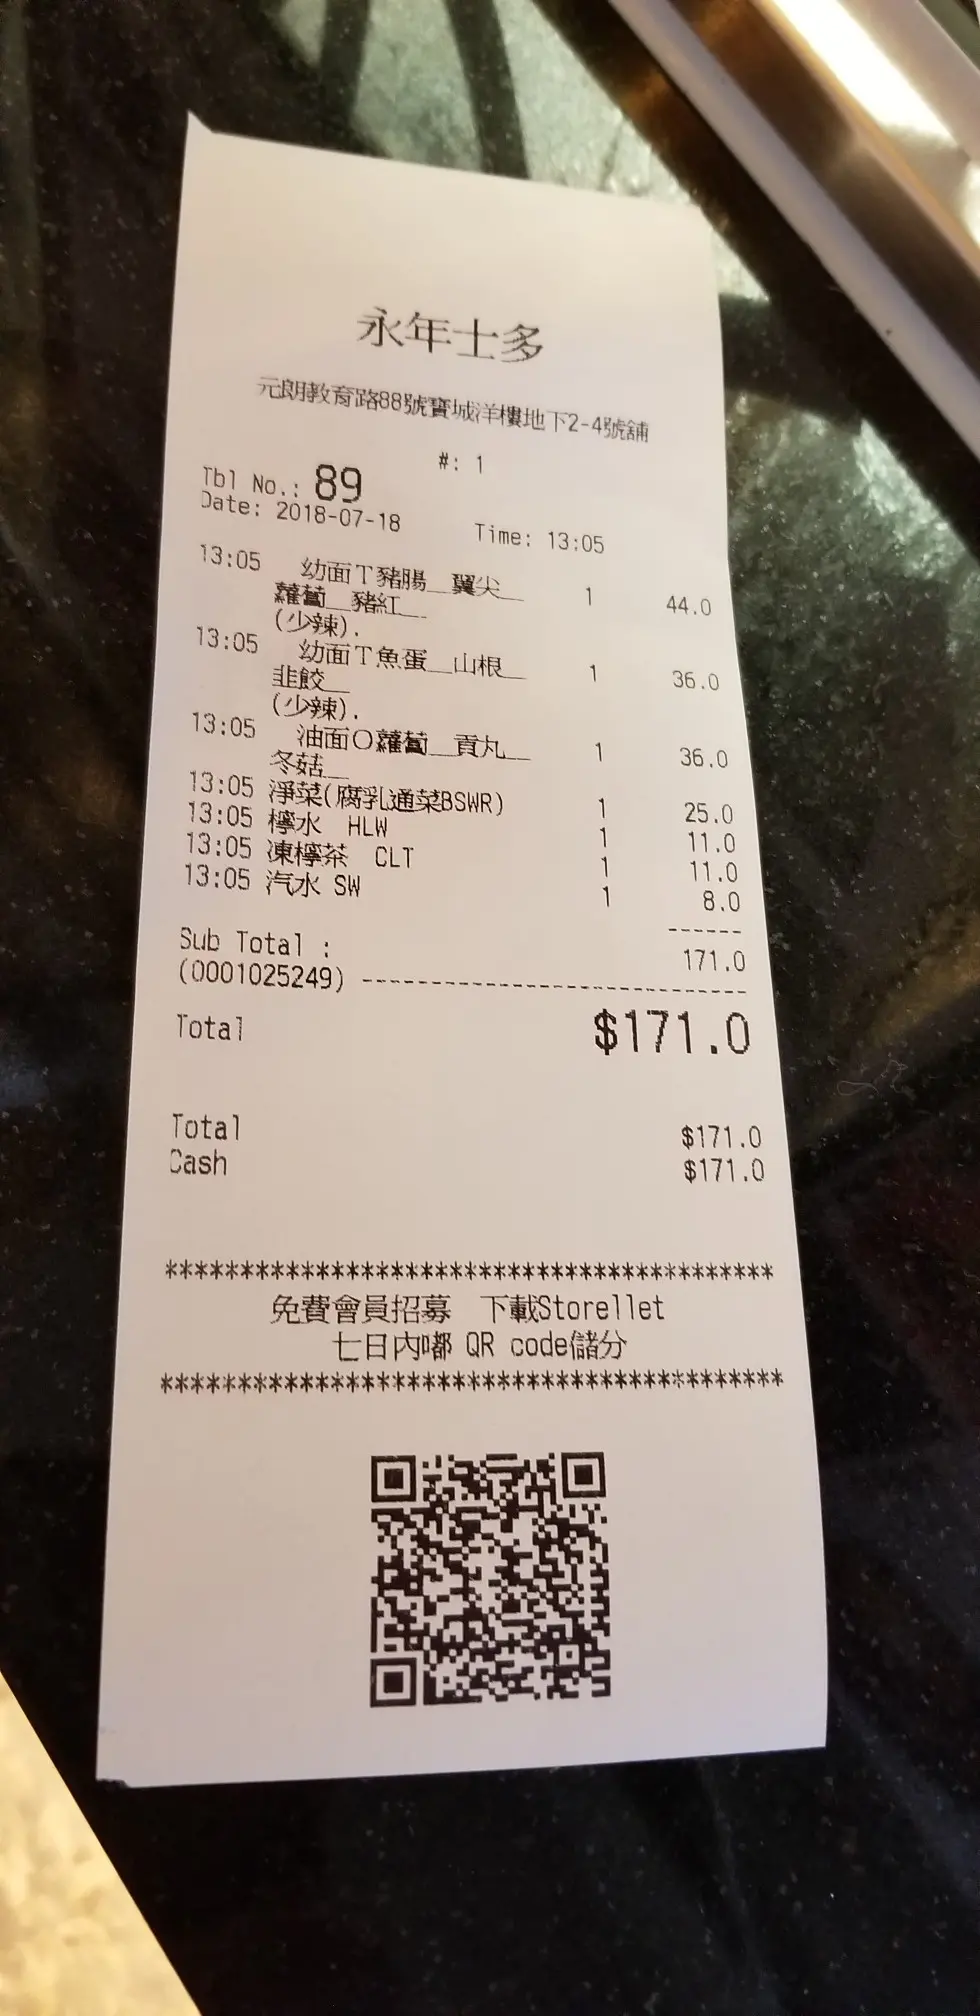 永年士多
元朗教育路88號寶城洋樓地下2-4號舖
#: 1
Tbl No.: 89
Date: 2018-07-18 Time: 13:05
13:05 幼面T豬腸__翼尖__ 1 44.0
蘿蔔__豬紅__
(少辣).
13:05 幼面T魚蛋__山根__ 1 36.0
韭餃__
(少辣).
13:05 油面O蘿蔔__貢丸__ 1 36.0
冬菇__
13:05 淨菜(腐乳通菜BSWR) 1 25.0
13:05 檸水 HLW 1 11.0
13:05 凍檸茶 CLT 1 11.0
13:05 汽水 SW 1 8.0
------
Sub Total : 171.0
(0001025249) ----------------------------
Total $171.0
Total $171.0
Cash $171.0
*****************************************
免費會員招募 下載Storellet
七日內嘟 QR code儲分
*****************************************